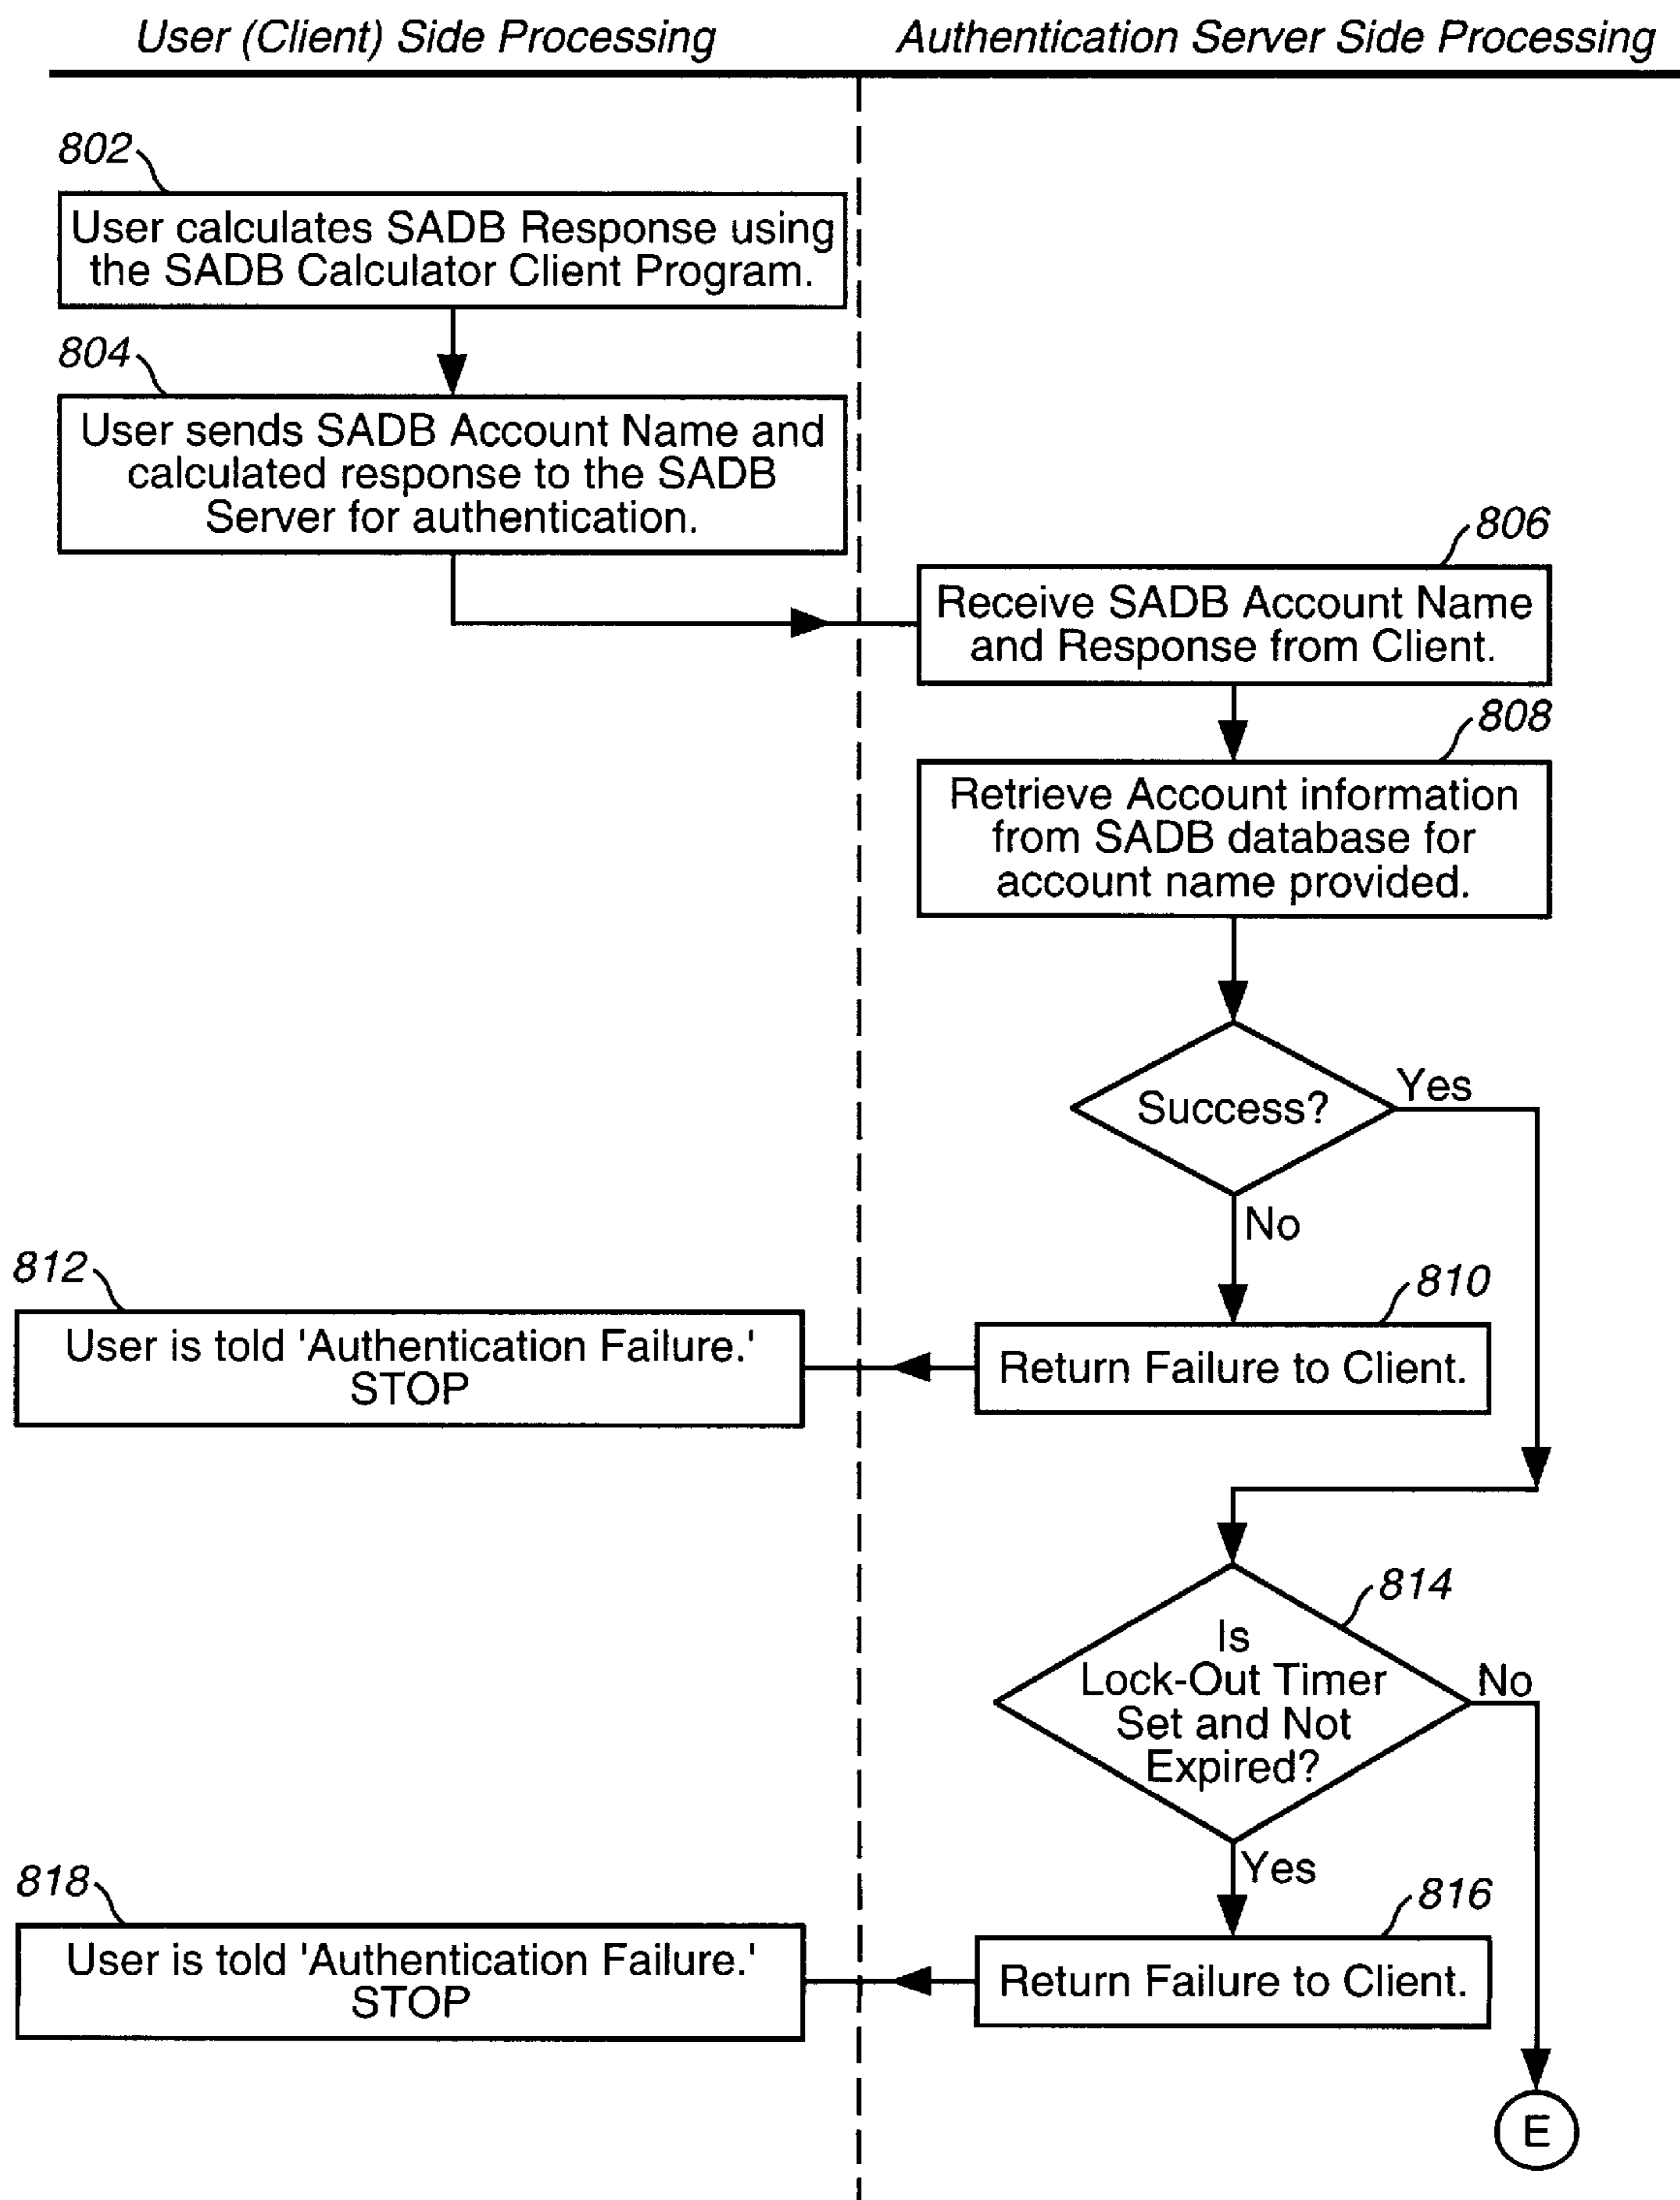 User (Client) Side Processing
Authentication Server Side Processing
802
User calculates SADB Response using
the SADB Calculator Client Program.
804
User sends SADB Account Name and
calculated response to the SADB
Server for authentication.
806
Receive SADB Account Name
and Response from Client.
808
Retrieve Account information
from SADB database for
account name provided.
Success?
Yes
No
810
Return Failure to Client.
812
User is told 'Authentication Failure.'
STOP
814
Is
Lock-Out Timer
Set and Not
Expired?
No
Yes
816
Return Failure to Client.
818
User is told 'Authentication Failure.'
STOP
E